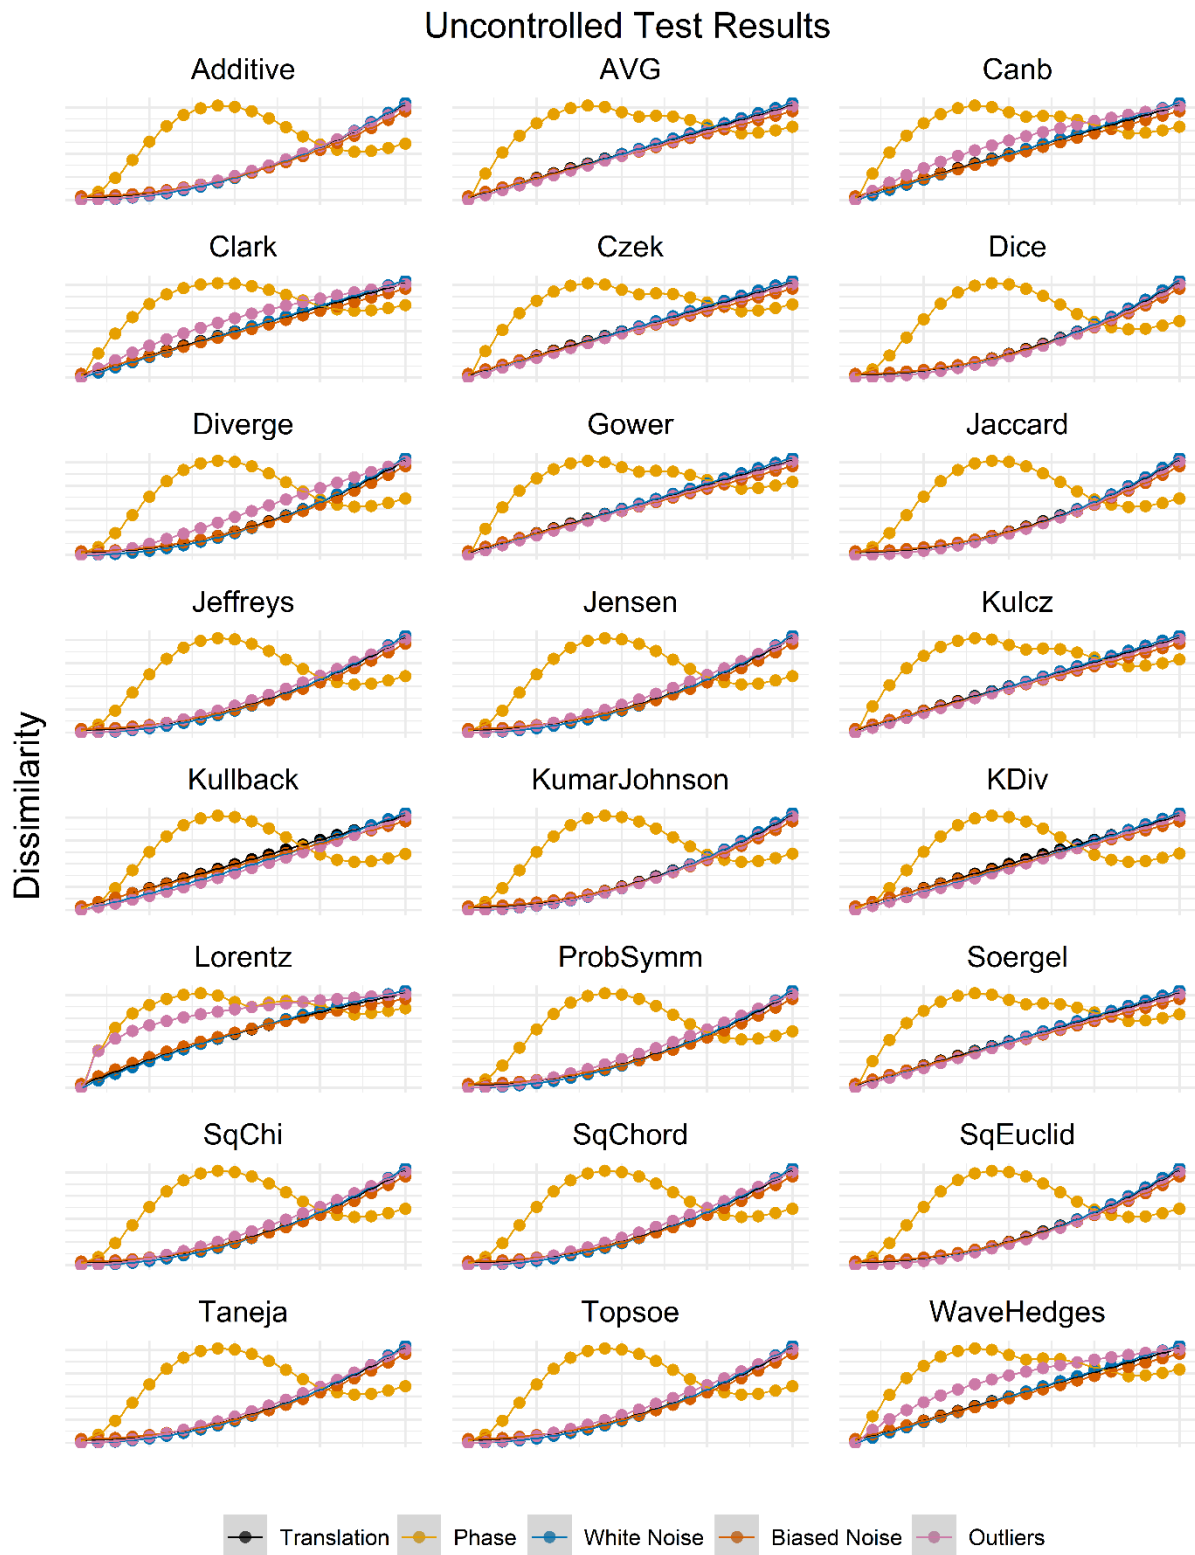 Uncontrolled Test Results
Additive AVG Canb
Clark Czek Dice
Diverge Gower Jaccard
Jeffreys Jensen Kulcz
Kullback KumarJohnson KDiv
Lorentz ProbSymm Soergel
SqChi SqChord SqEuclid
Taneja Topsoe WaveHedges
Dissimilarity
Translation Phase White Noise Biased Noise Outliers